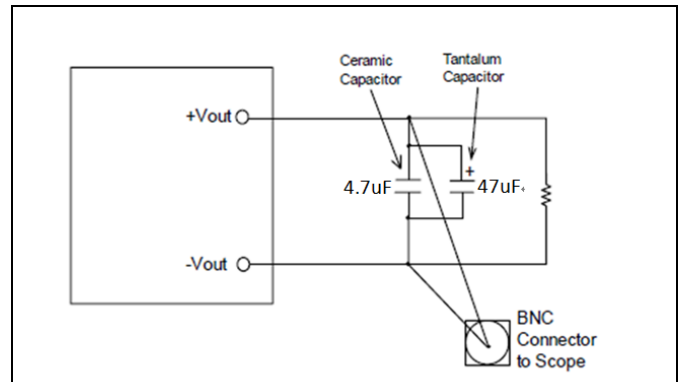 Ceramic
Capacitor
Tantalum
Capacitor
+Vout
+
4.7uF
47uF
-Vout
BNC
Connector
to Scope